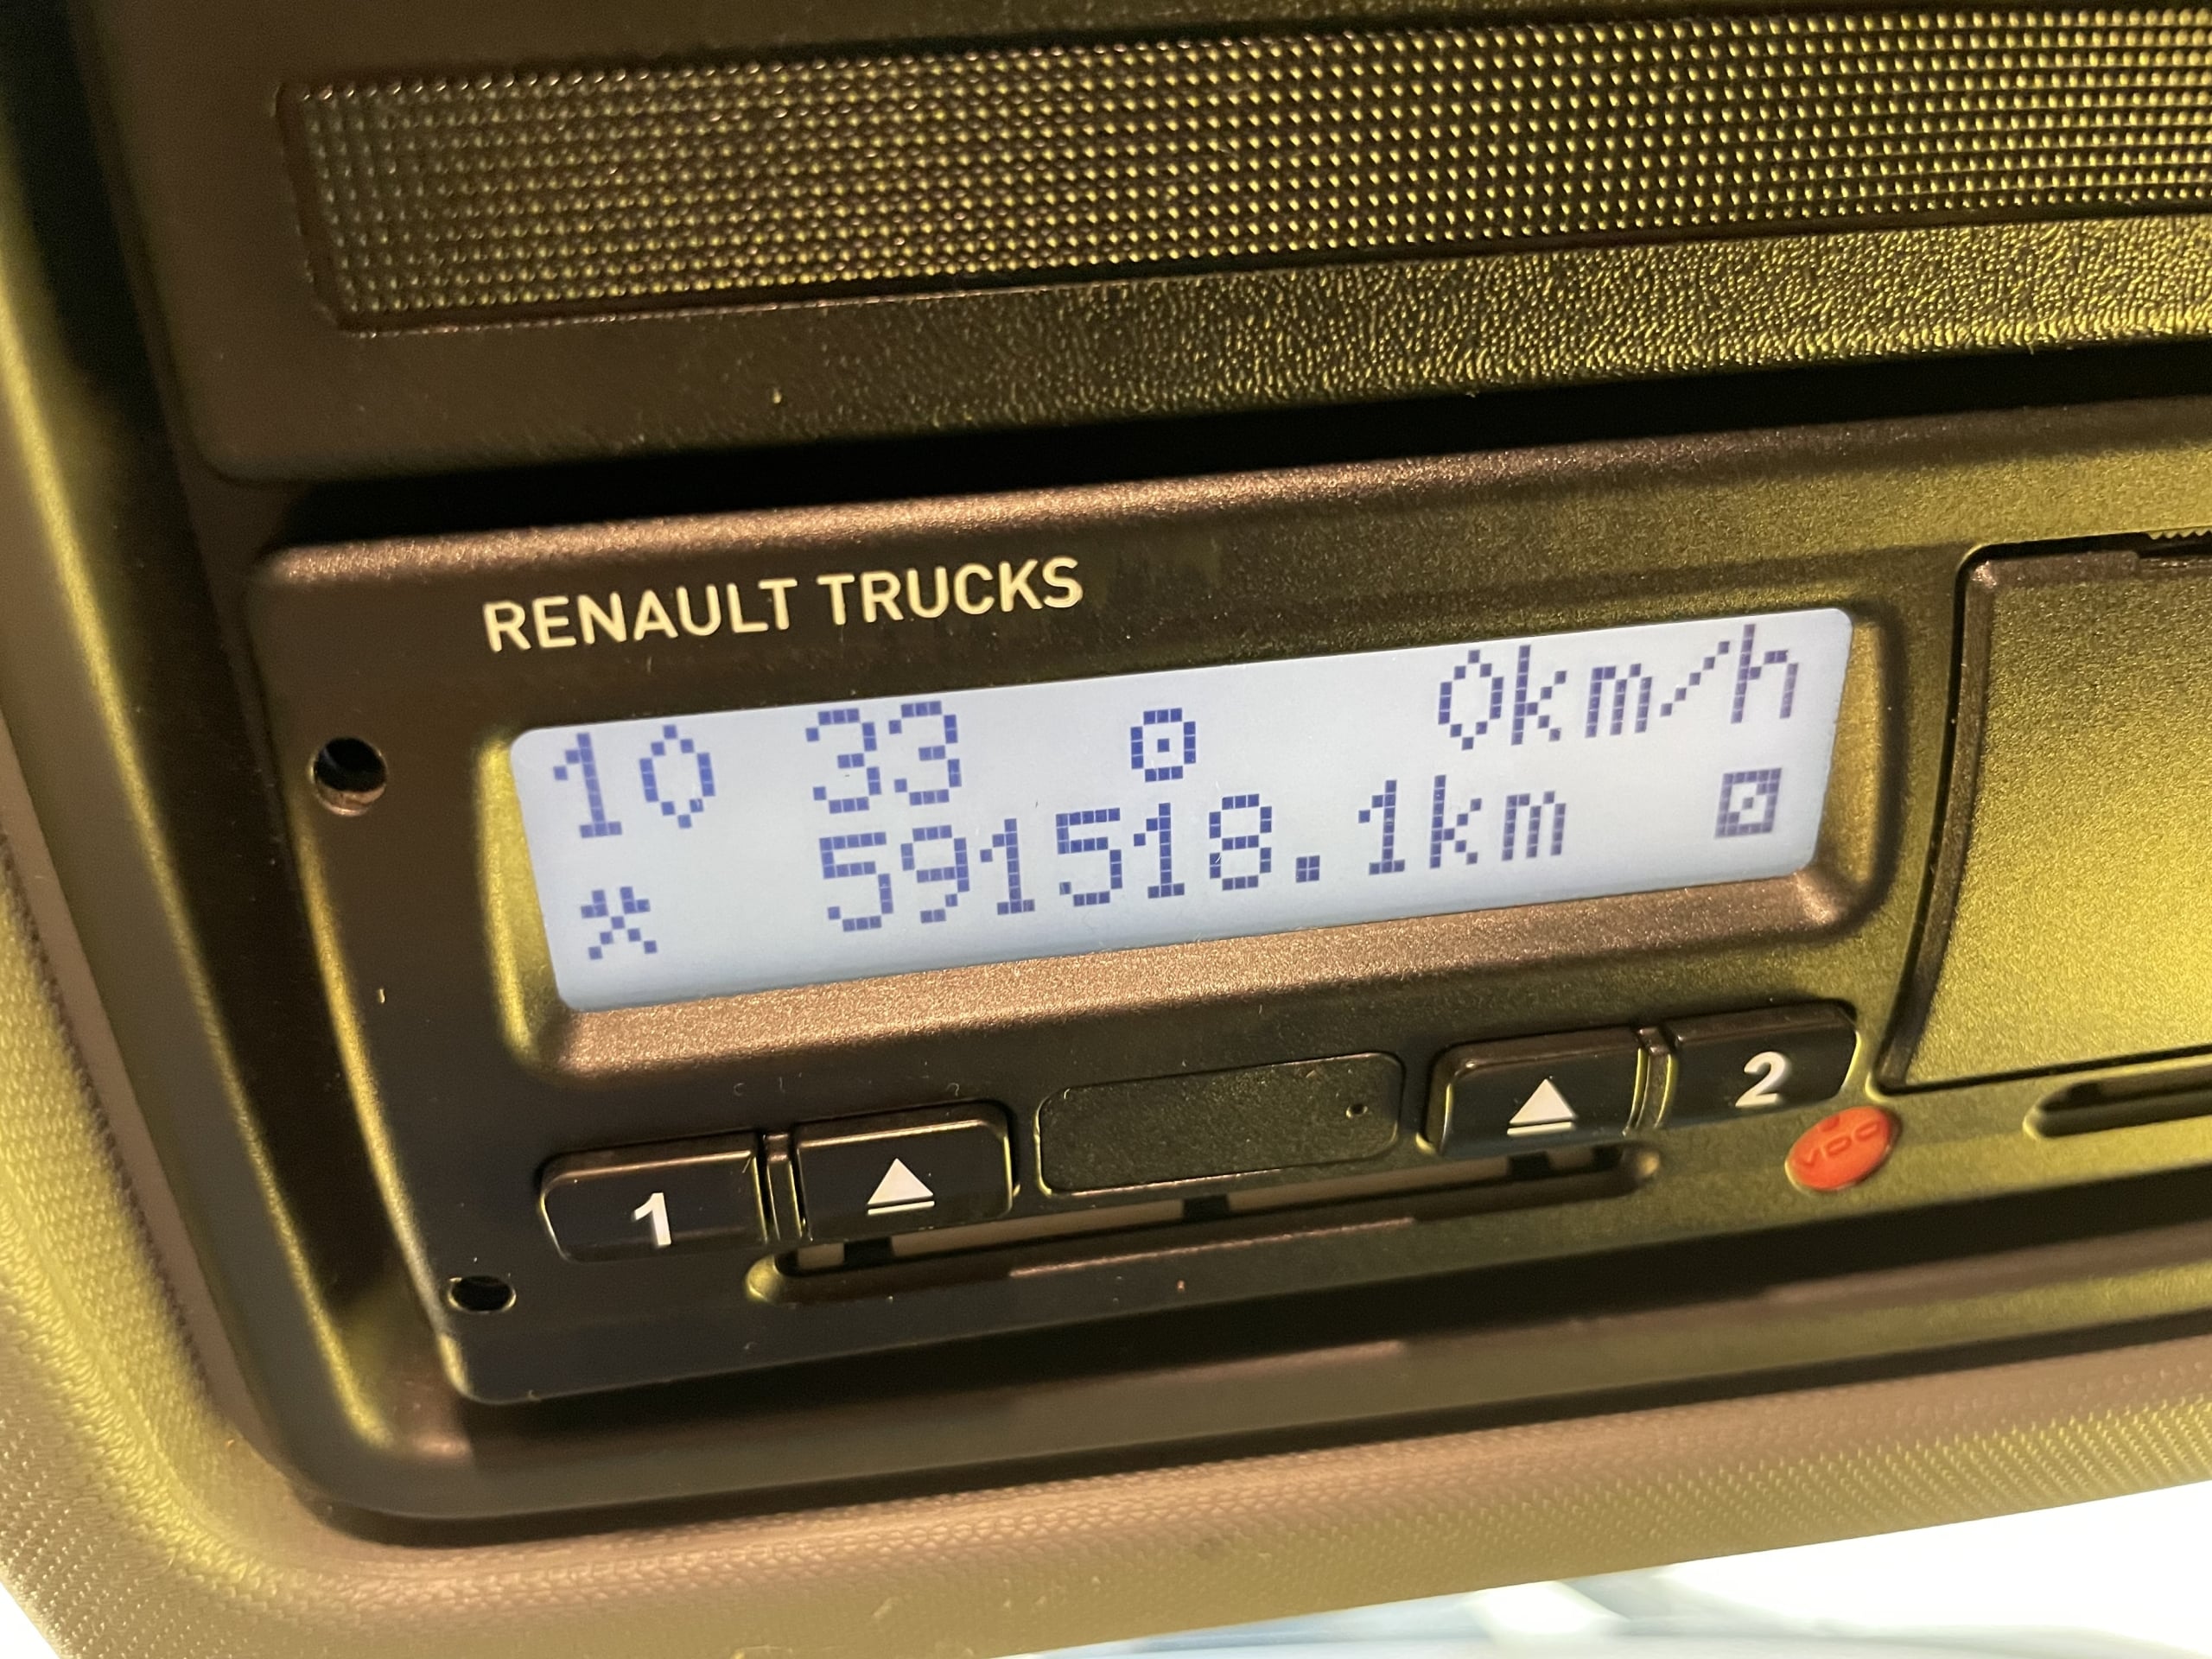 RENAULT TRUCKS
10 33 0km/h
591518.1km
1 2
VDO